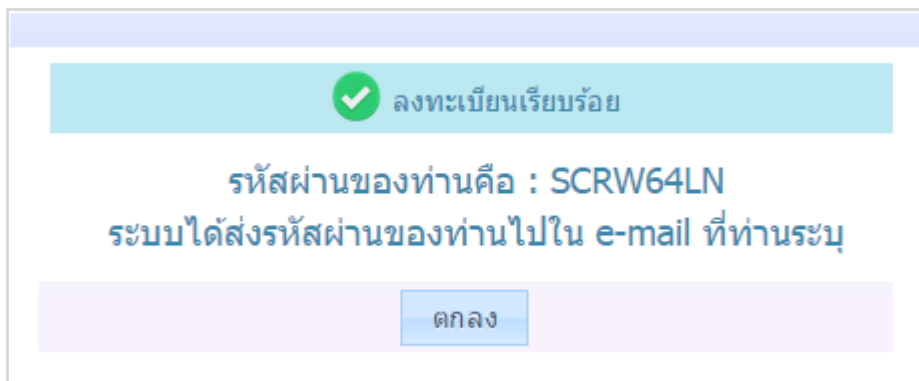 ลงทะเบียนเรียบร้อย
รหัสผ่านของท่านคือ : SCRW64LN
ระบบได้ส่งรหัสผ่านของท่านไปใน e-mail ที่ท่านระบุ
ตกลง